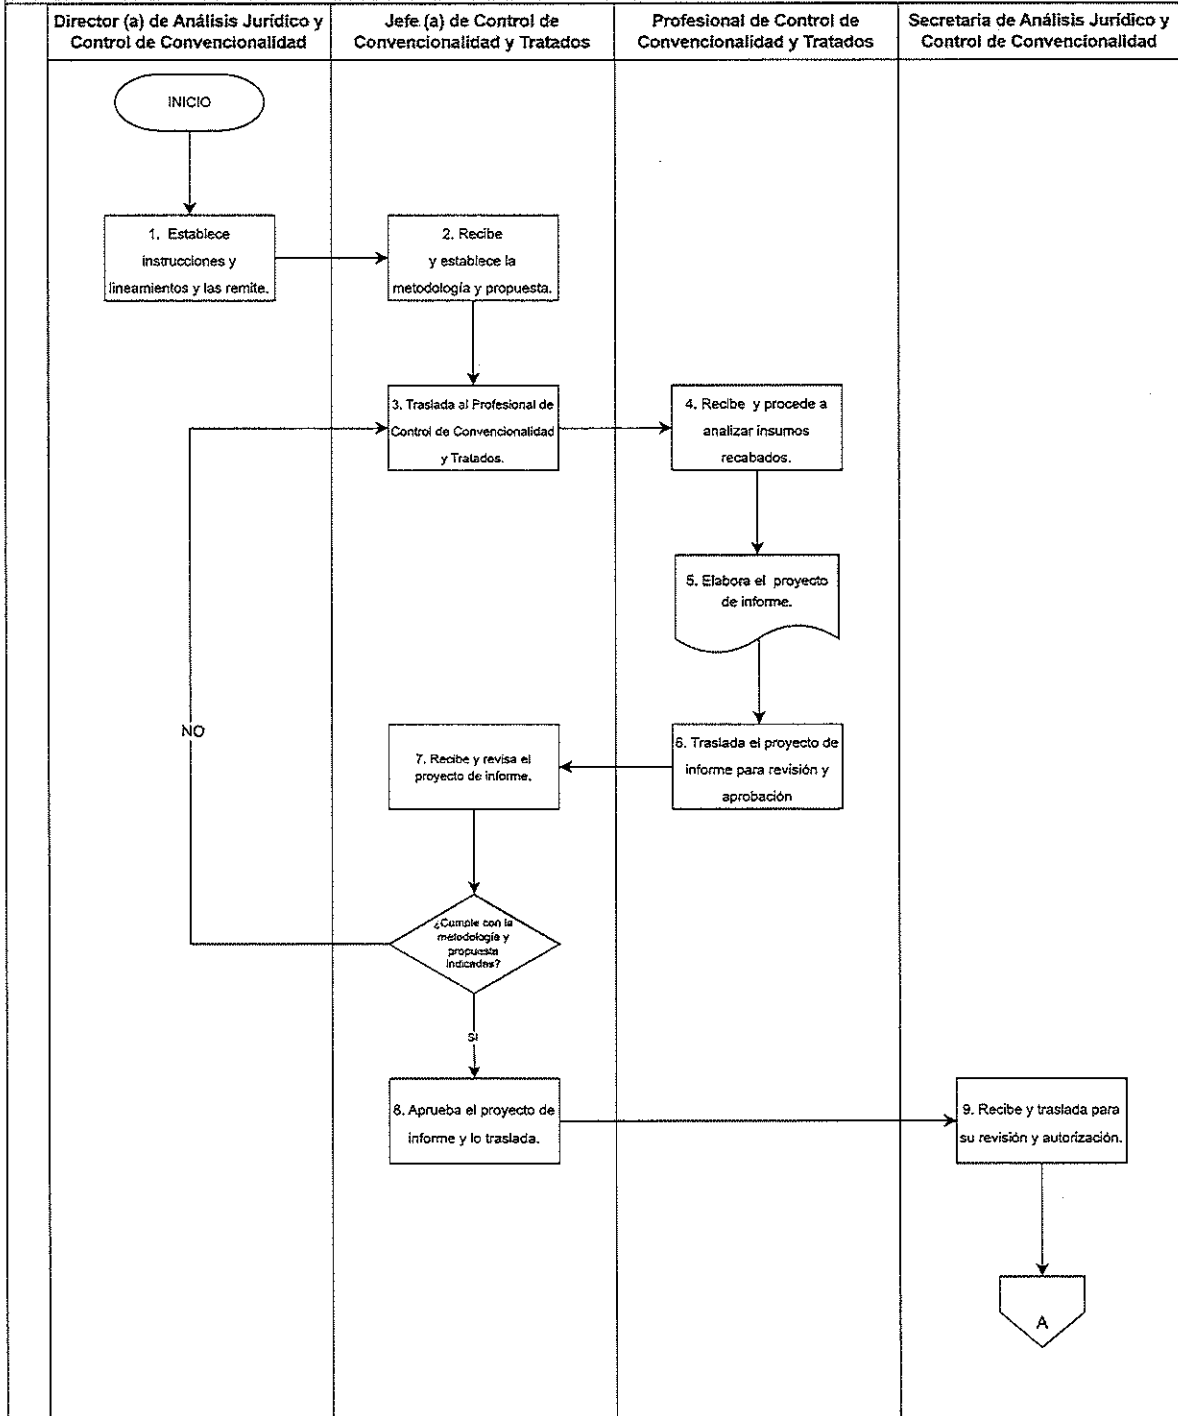 Director (a) de Análisis Jurídico y
Control de Convencionalidad
Jefe (a) de Control de
Convencionalidad y Tratados
Profesional de Control de
Convencionalidad y Tratados
Secretaria de Análisis Jurídico y
Control de Convencionalidad
INICIO
1. Establece
instrucciones y
lineamientos y las remite.
2. Recibe
y establece la
metodología y propuesta.
3. Traslada al Profesional de
Control de Convencionalidad
y Tratados.
4. Recibe y procede a
analizar insumos
recabados.
5. Elabora el proyecto
de informe.
6. Traslada el proyecto de
informe para revisión y
aprobación
7. Recibe y revisa el
proyecto de informe.
NO
¿Cumple con la
metodología y
propuesta
indicadas?
SI
8. Aprueba el proyecto de
informe y lo traslada.
9. Recibe y traslada para
su revisión y autorización.
A